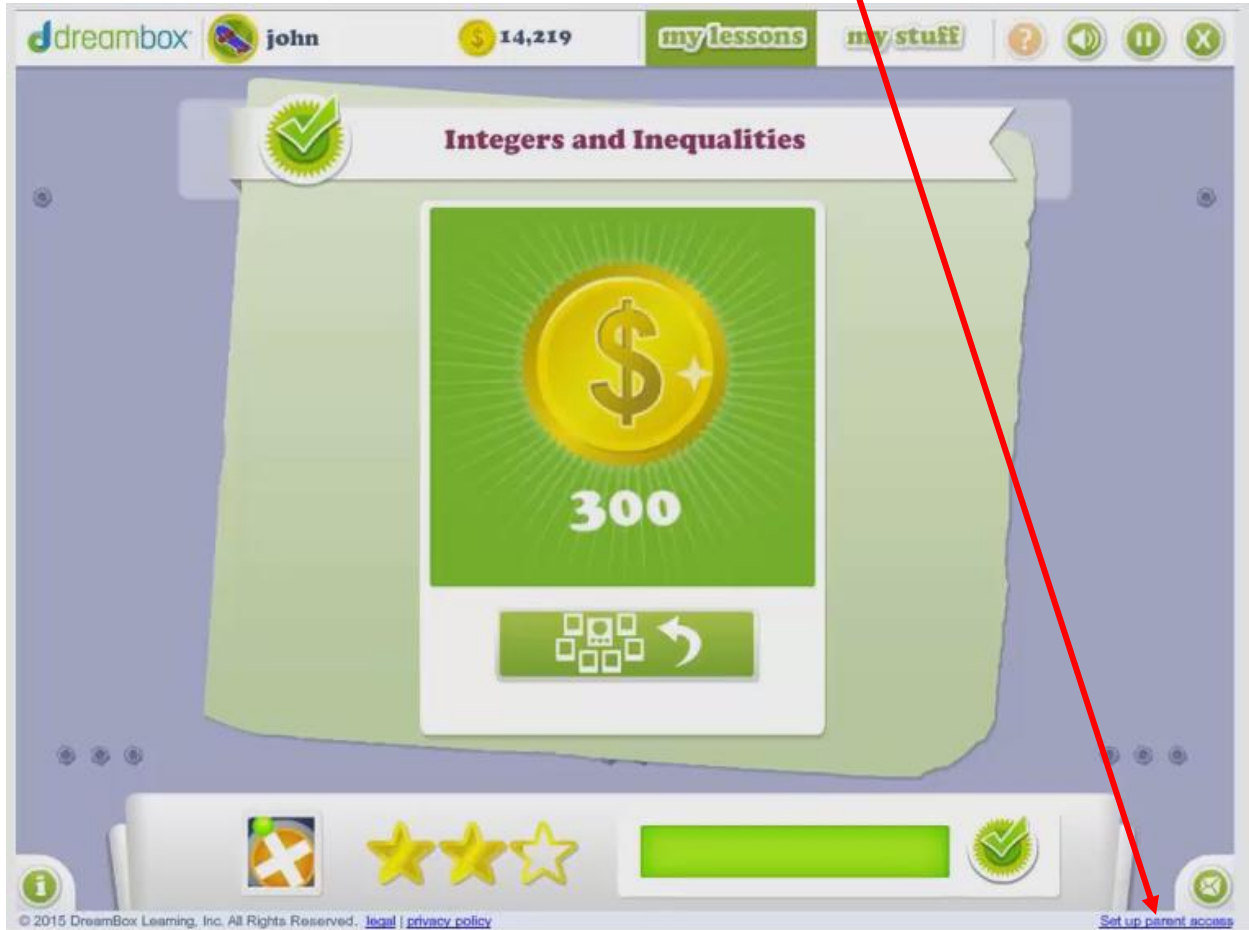 dreambox john 14,219 my lessons my stuff ?
Integers and Inequalities
300
© 2015 DreamBox Learning, Inc. All Rights Reserved. legal | privacy policy Set up parent access